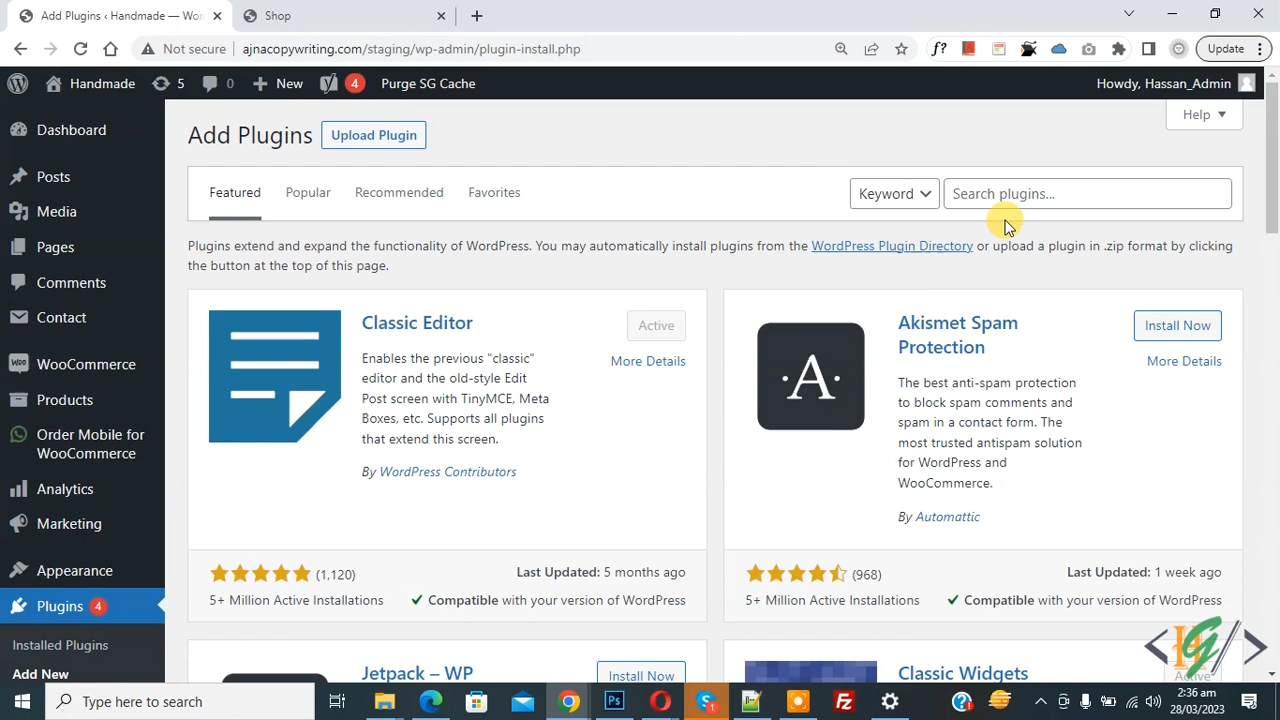 Add Plugins ‹ Handmade — Wor
Shop
Not secure
ajnacopywriting.com/staging/wp-admin/plugin-install.php
f?
Update
Handmade
5
0
New
4
Purge SG Cache
Howdy, Hassan_Admin
Dashboard
Posts
Media
Pages
Comments
Contact
WooCommerce
Products
Order Mobile for
WooCommerce
Analytics
Marketing
Appearance
Plugins 4
Installed Plugins
Add New
Add Plugins
Upload Plugin
Help
Featured
Popular
Recommended
Favorites
Keyword
Search plugins...
Plugins extend and expand the functionality of WordPress. You may automatically install plugins from the WordPress Plugin Directory or upload a plugin in .zip format by clicking
the button at the top of this page.
Classic Editor
Active
More Details
Enables the previous "classic"
editor and the old-style Edit
Post screen with TinyMCE, Meta
Boxes, etc. Supports all plugins
that extend this screen.
By WordPress Contributors
(1,120)
5+ Million Active Installations
Last Updated: 5 months ago
Compatible with your version of WordPress
·A·
Akismet Spam
Protection
Install Now
More Details
The best anti-spam protection
to block spam comments and
spam in a contact form. The
most trusted antispam solution
for WordPress and
WooCommerce.
By Automattic
(968)
5+ Million Active Installations
Last Updated: 1 week ago
Compatible with your version of WordPress
Jetpack – WP
Install Now
Classic Widgets
Active
Type here to search
2:36 am
28/03/2023